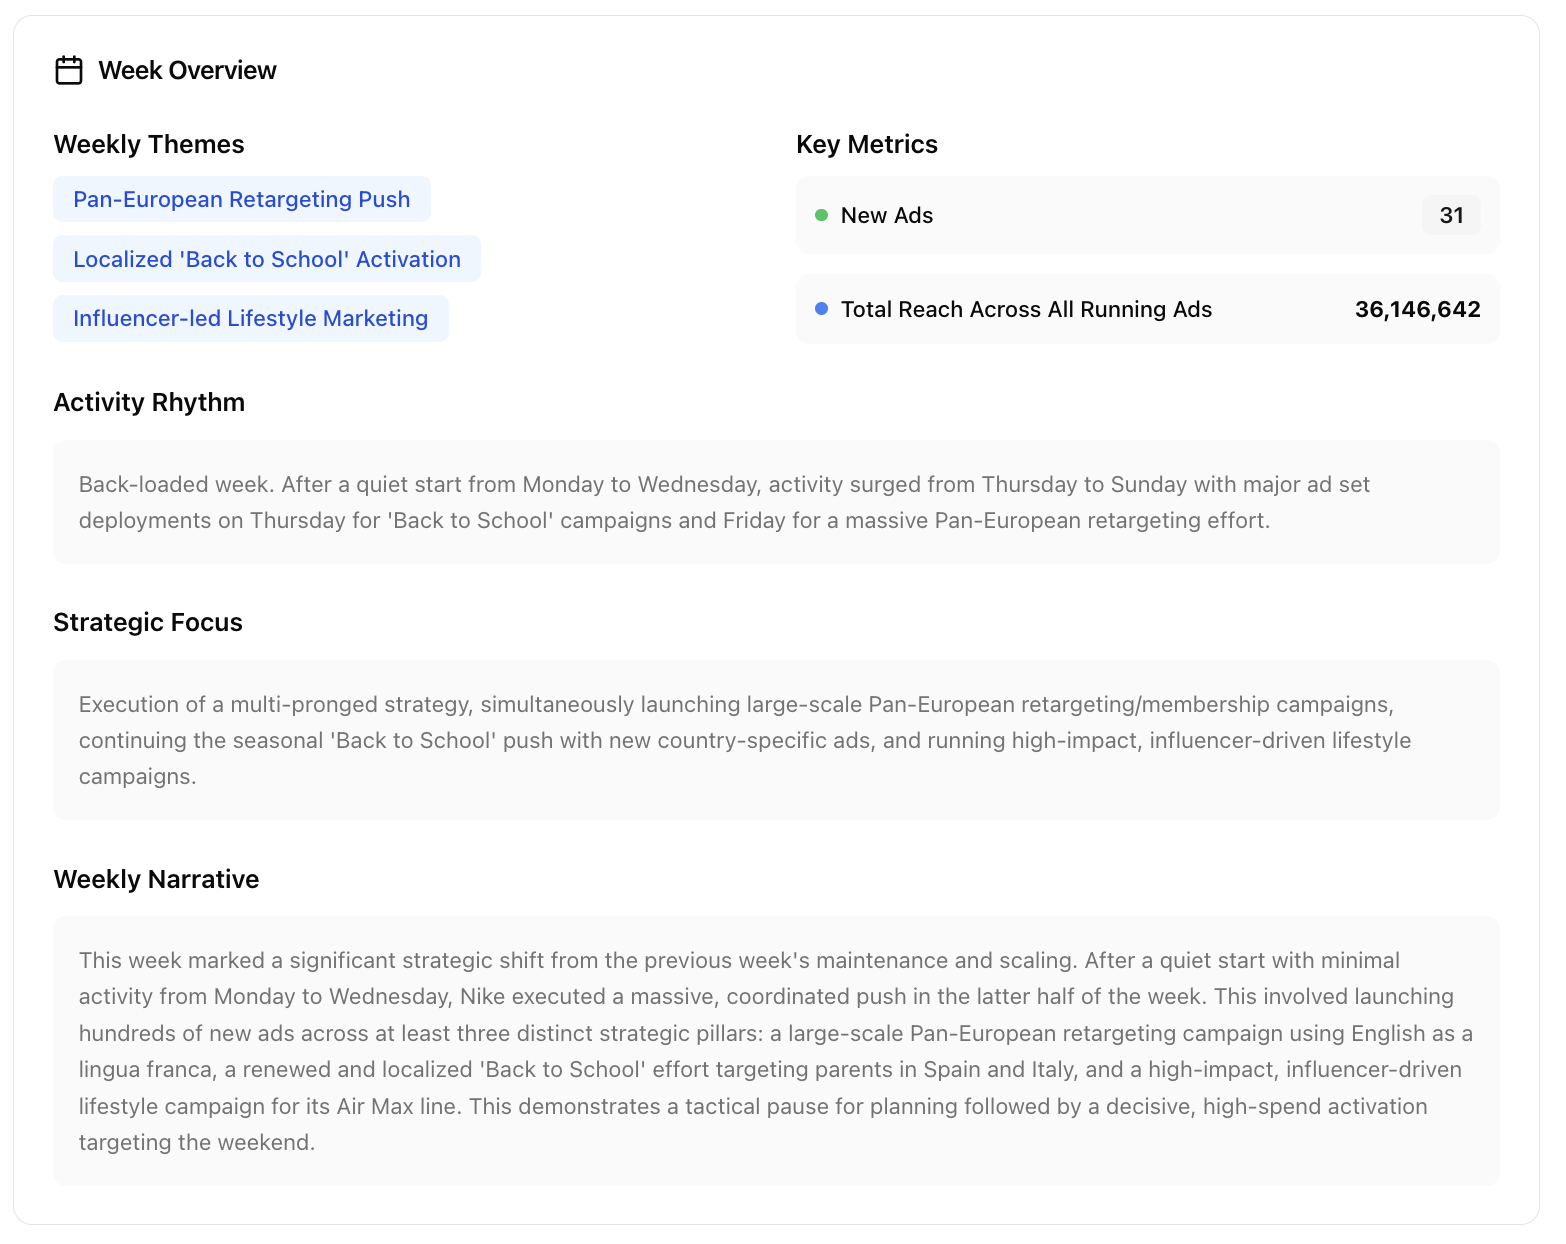 Week Overview
Weekly Themes
Pan-European Retargeting Push
Localized 'Back to School' Activation
Influencer-led Lifestyle Marketing
Key Metrics
New Ads 31
Total Reach Across All Running Ads 36,146,642
Activity Rhythm
Back-loaded week. After a quiet start from Monday to Wednesday, activity surged from Thursday to Sunday with major ad set
deployments on Thursday for 'Back to School' campaigns and Friday for a massive Pan-European retargeting effort.
Strategic Focus
Execution of a multi-pronged strategy, simultaneously launching large-scale Pan-European retargeting/membership campaigns,
continuing the seasonal 'Back to School' push with new country-specific ads, and running high-impact, influencer-driven lifestyle
campaigns.
Weekly Narrative
This week marked a significant strategic shift from the previous week's maintenance and scaling. After a quiet start with minimal
activity from Monday to Wednesday, Nike executed a massive, coordinated push in the latter half of the week. This involved launching
hundreds of new ads across at least three distinct strategic pillars: a large-scale Pan-European retargeting campaign using English as a
lingua franca, a renewed and localized 'Back to School' effort targeting parents in Spain and Italy, and a high-impact, influencer-driven
lifestyle campaign for its Air Max line. This demonstrates a tactical pause for planning followed by a decisive, high-spend activation
targeting the weekend.